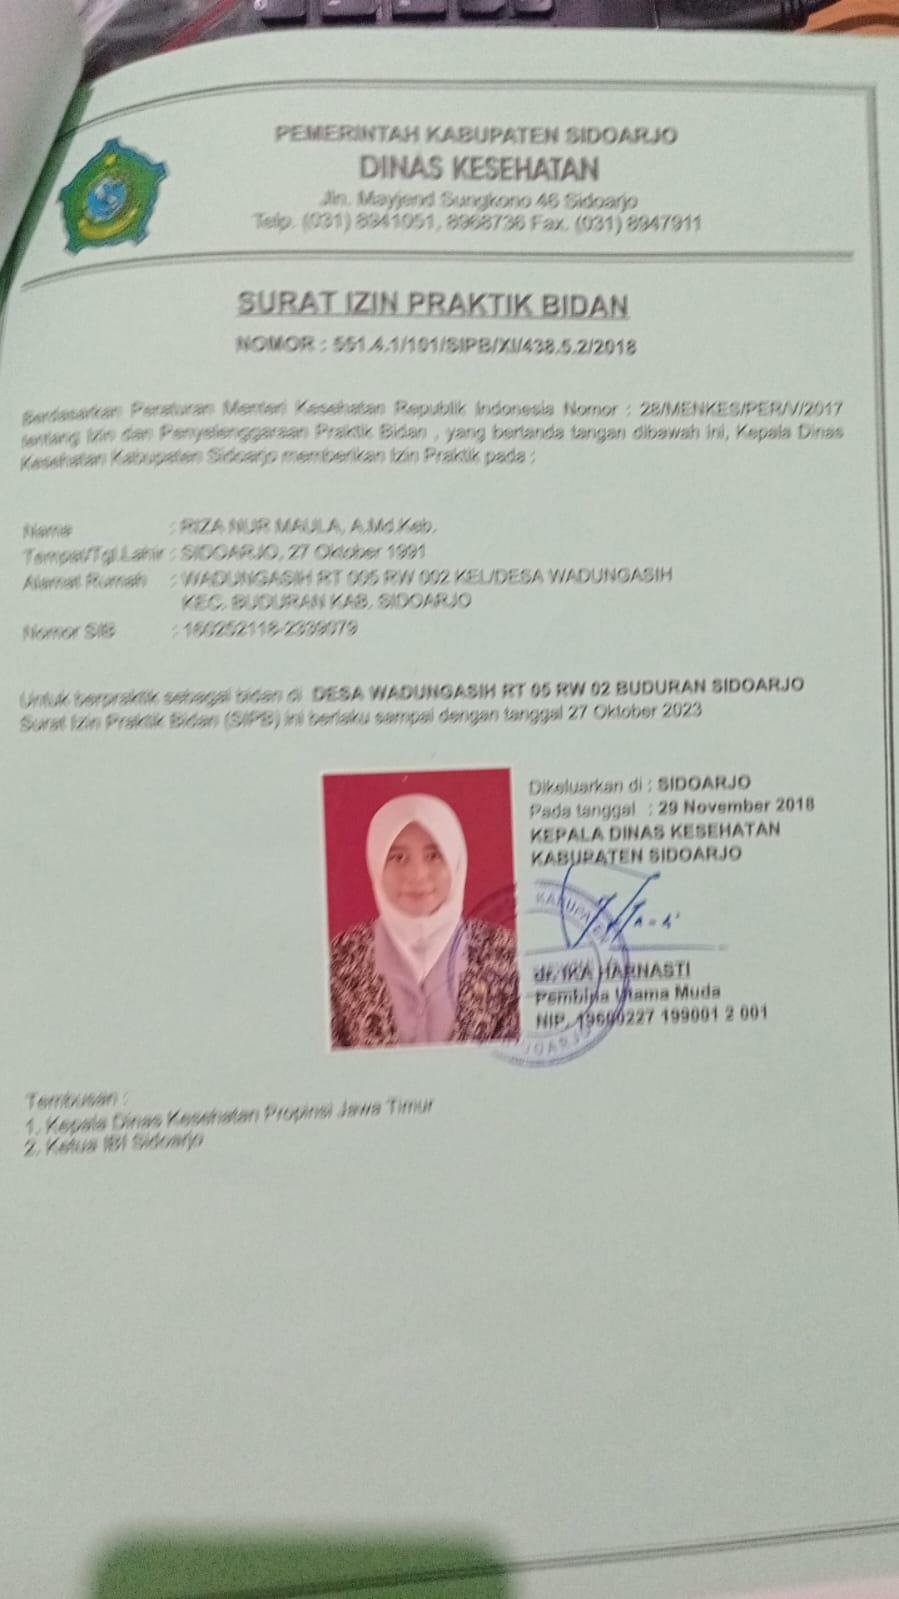 PEMERINTAH KABUPATEN SIDOARJO
DINAS KESEHATAN
Jln. Mayjend Sungkono 46 Sidoarjo
Telp. (031) 8941051, 8968736 Fax. (031) 8947911
SURAT IZIN PRAKTIK BIDAN
NOMOR : 551.4.1/101/SIPB/XI/438.5.2/2018
Berdasarkan Peraturan Menteri Kesehatan Republik Indonesia Nomor : 28/MENKES/PER/V/2017
tentang Izin dan Penyelenggaraan Praktik Bidan , yang bertanda tangan dibawah ini, Kepala Dinas
Kesehatan Kabupaten Sidoarjo memberikan Izin Praktik pada :
Nama : RIZA NUR MAULA, A.Md.Keb.
Tempat/Tgl.Lahir : SIDOARJO, 27 Oktober 1991
Alamat Rumah : WADUNGASIH RT 005 RW 002 KEL/DESA WADUNGASIH
KEC. BUDURAN KAB. SIDOARJO
Nomor SIB : 160252118-2339079
Untuk berpraktik sebagai bidan di DESA WADUNGASIH RT 05 RW 02 BUDURAN SIDOARJO
Surat Izin Praktik Bidan (SIPB) ini berlaku sampai dengan tanggal 27 Oktober 2023
Dikeluarkan di : SIDOARJO
Pada tanggal : 29 November 2018
KEPALA DINAS KESEHATAN
KABUPATEN SIDOARJO
dr. IKA HARNASTI
Pembina Utama Muda
NIP. 19690227 199001 2 001
Tembusan :
1. Kepala Dinas Kesehatan Propinsi Jawa Timur
2. Ketua IBI Sidoarjo